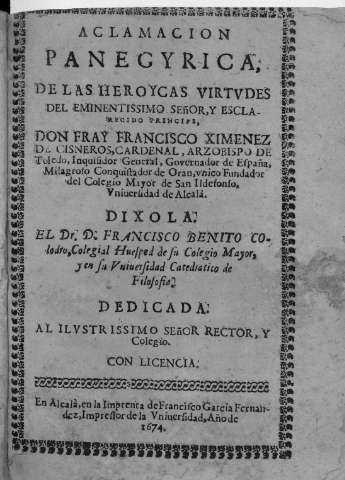 ACLAMACION
PANEGYRICA,
DE LAS HEROYCAS VIRTVDES
DEL EMINENTISSIMO SEÑOR, Y ESCLA-
RECIDO PRINCIPE,
DON FRAY FRANCISCO XIMENEZ
DE CISNEROS, CARDENAL, ARZOBISPO DE
Toledo, Inquisidor General, Governador de España,
Milagroso Conquistador de Oran, vnico Fundador
del Colegio Mayor de San Ildefonso,
Vniuersidad de Alcalà.
DIXOLA:
EL Dr. D. FRANCISCO BENITO CO-
lodro, Colegial Huesped de su Colegio Mayor,
y en su Vniuersidad Catedratico de
Filosofia.
DEDICADA:
AL ILVSTRISSIMO SEñOR RECTOR, Y
Colegio.
CON LICENCIA:
En Alcalà, en la Imprenta de Francisco Garcia Fernan-
dez, Impressor de la Vniuersidad, Año de
1674.